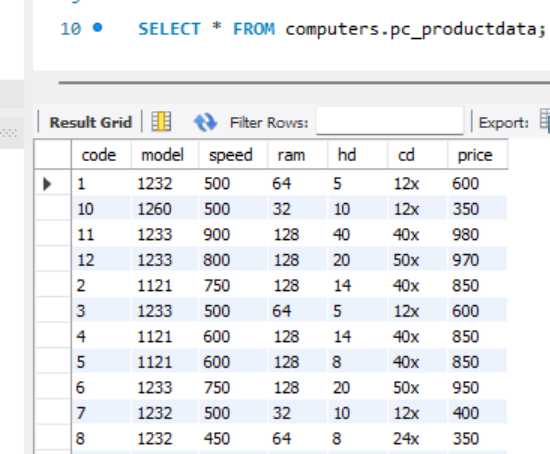 10 SELECT * FROM computers.pc_productdata;
Result Grid Filter Rows: Export:
code model speed ram hd cd price
1 1232 500 64 5 12x 600
10 1260 500 32 10 12x 350
11 1233 900 128 40 40x 980
12 1233 800 128 20 50x 970
2 1121 750 128 14 40x 850
3 1233 500 64 5 12x 600
4 1121 600 128 14 40x 850
5 1121 600 128 8 40x 850
6 1233 750 128 20 50x 950
7 1232 500 32 10 12x 400
8 1232 450 64 8 24x 350